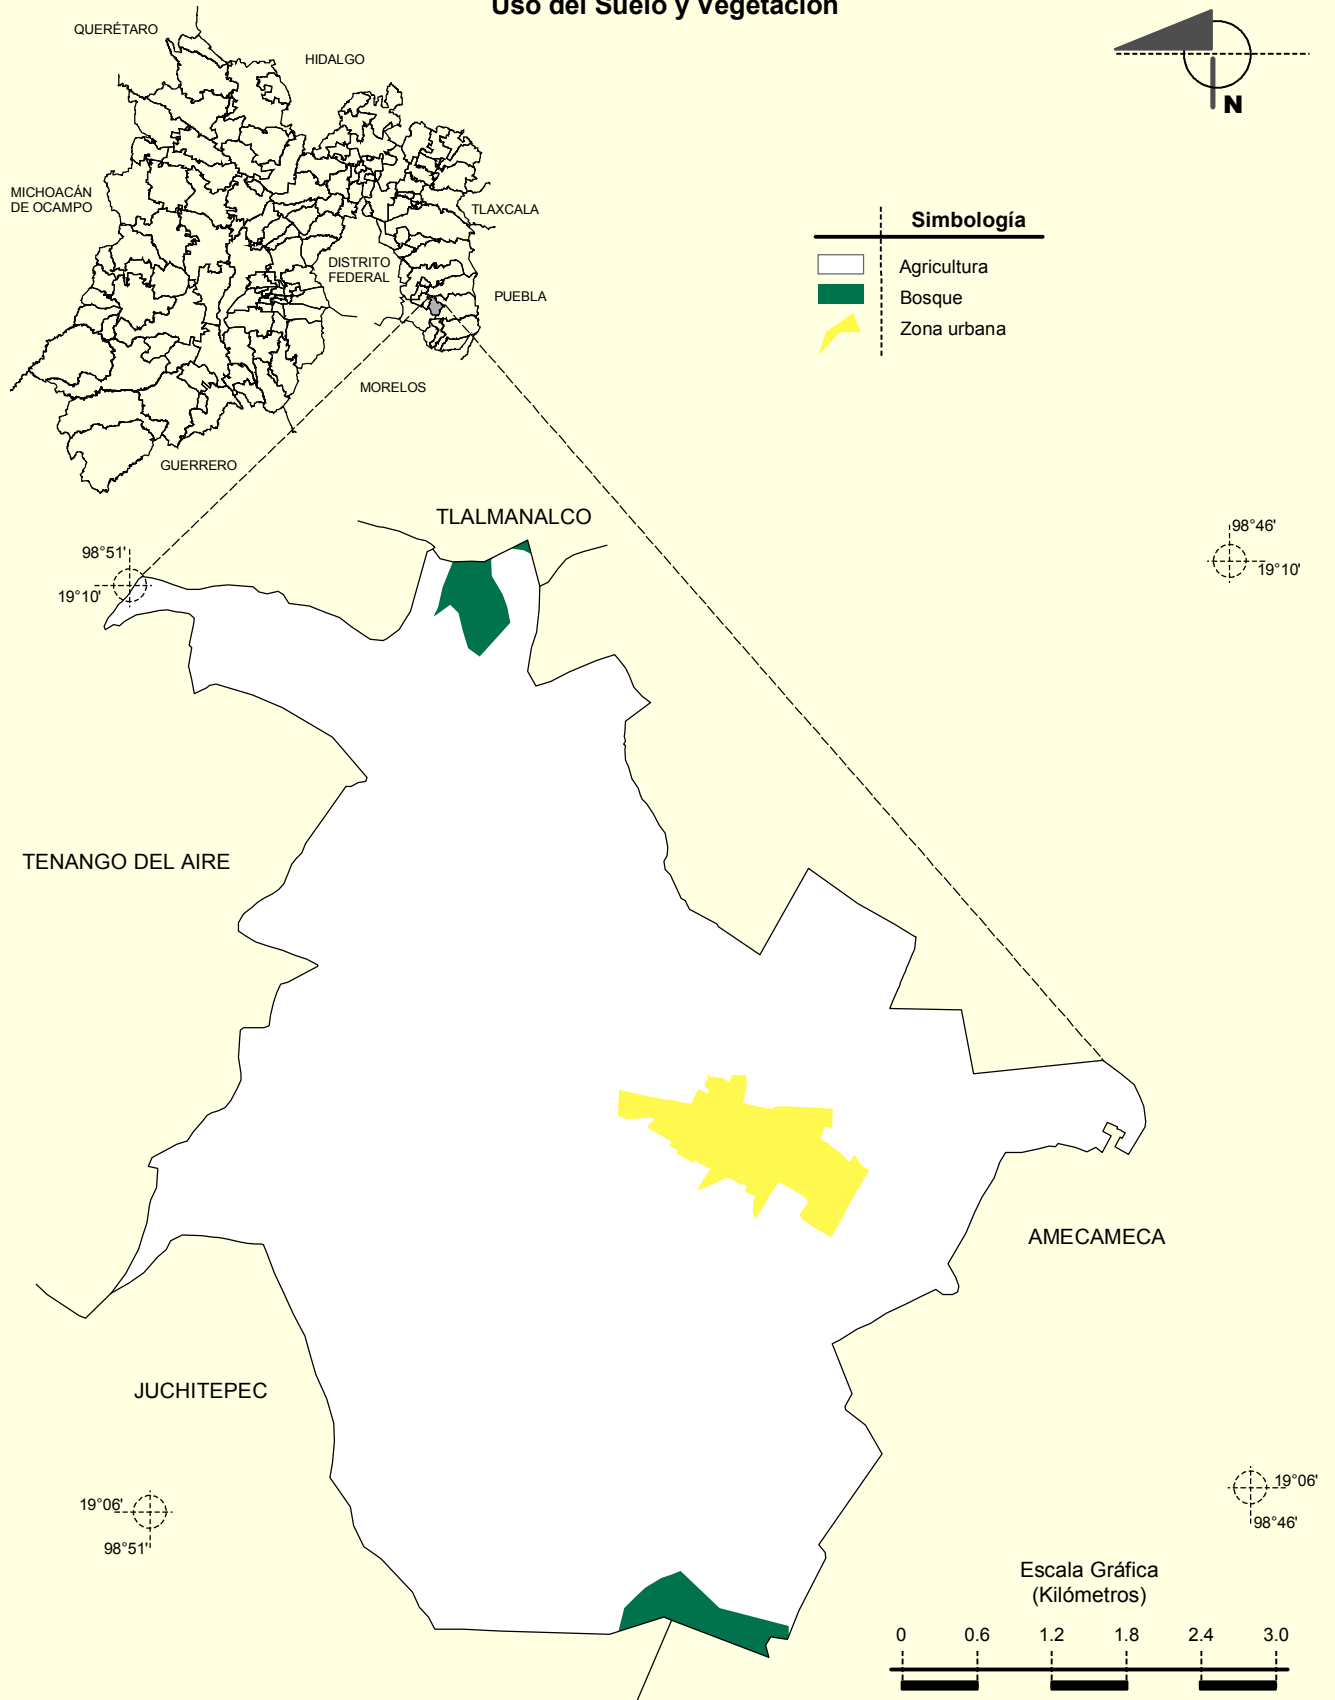 Uso del Suelo y Vegetación
QUERÉTARO
HIDALGO
N
MICHOACÁN
DE OCAMPO
TLAXCALA
Simbología
DISTRITO
FEDERAL
Agricultura
PUEBLA
Bosque
Zona urbana
MORELOS
GUERRERO
TLALMANALCO
98°51'
19°10'
98°46'
19°10'
TENANGO DEL AIRE
AMECAMECA
JUCHITEPEC
19°06'
98°51'
19°06'
98°46'
Escala Gráfica
(Kilómetros)
0 0.6 1.2 1.8 2.4 3.0